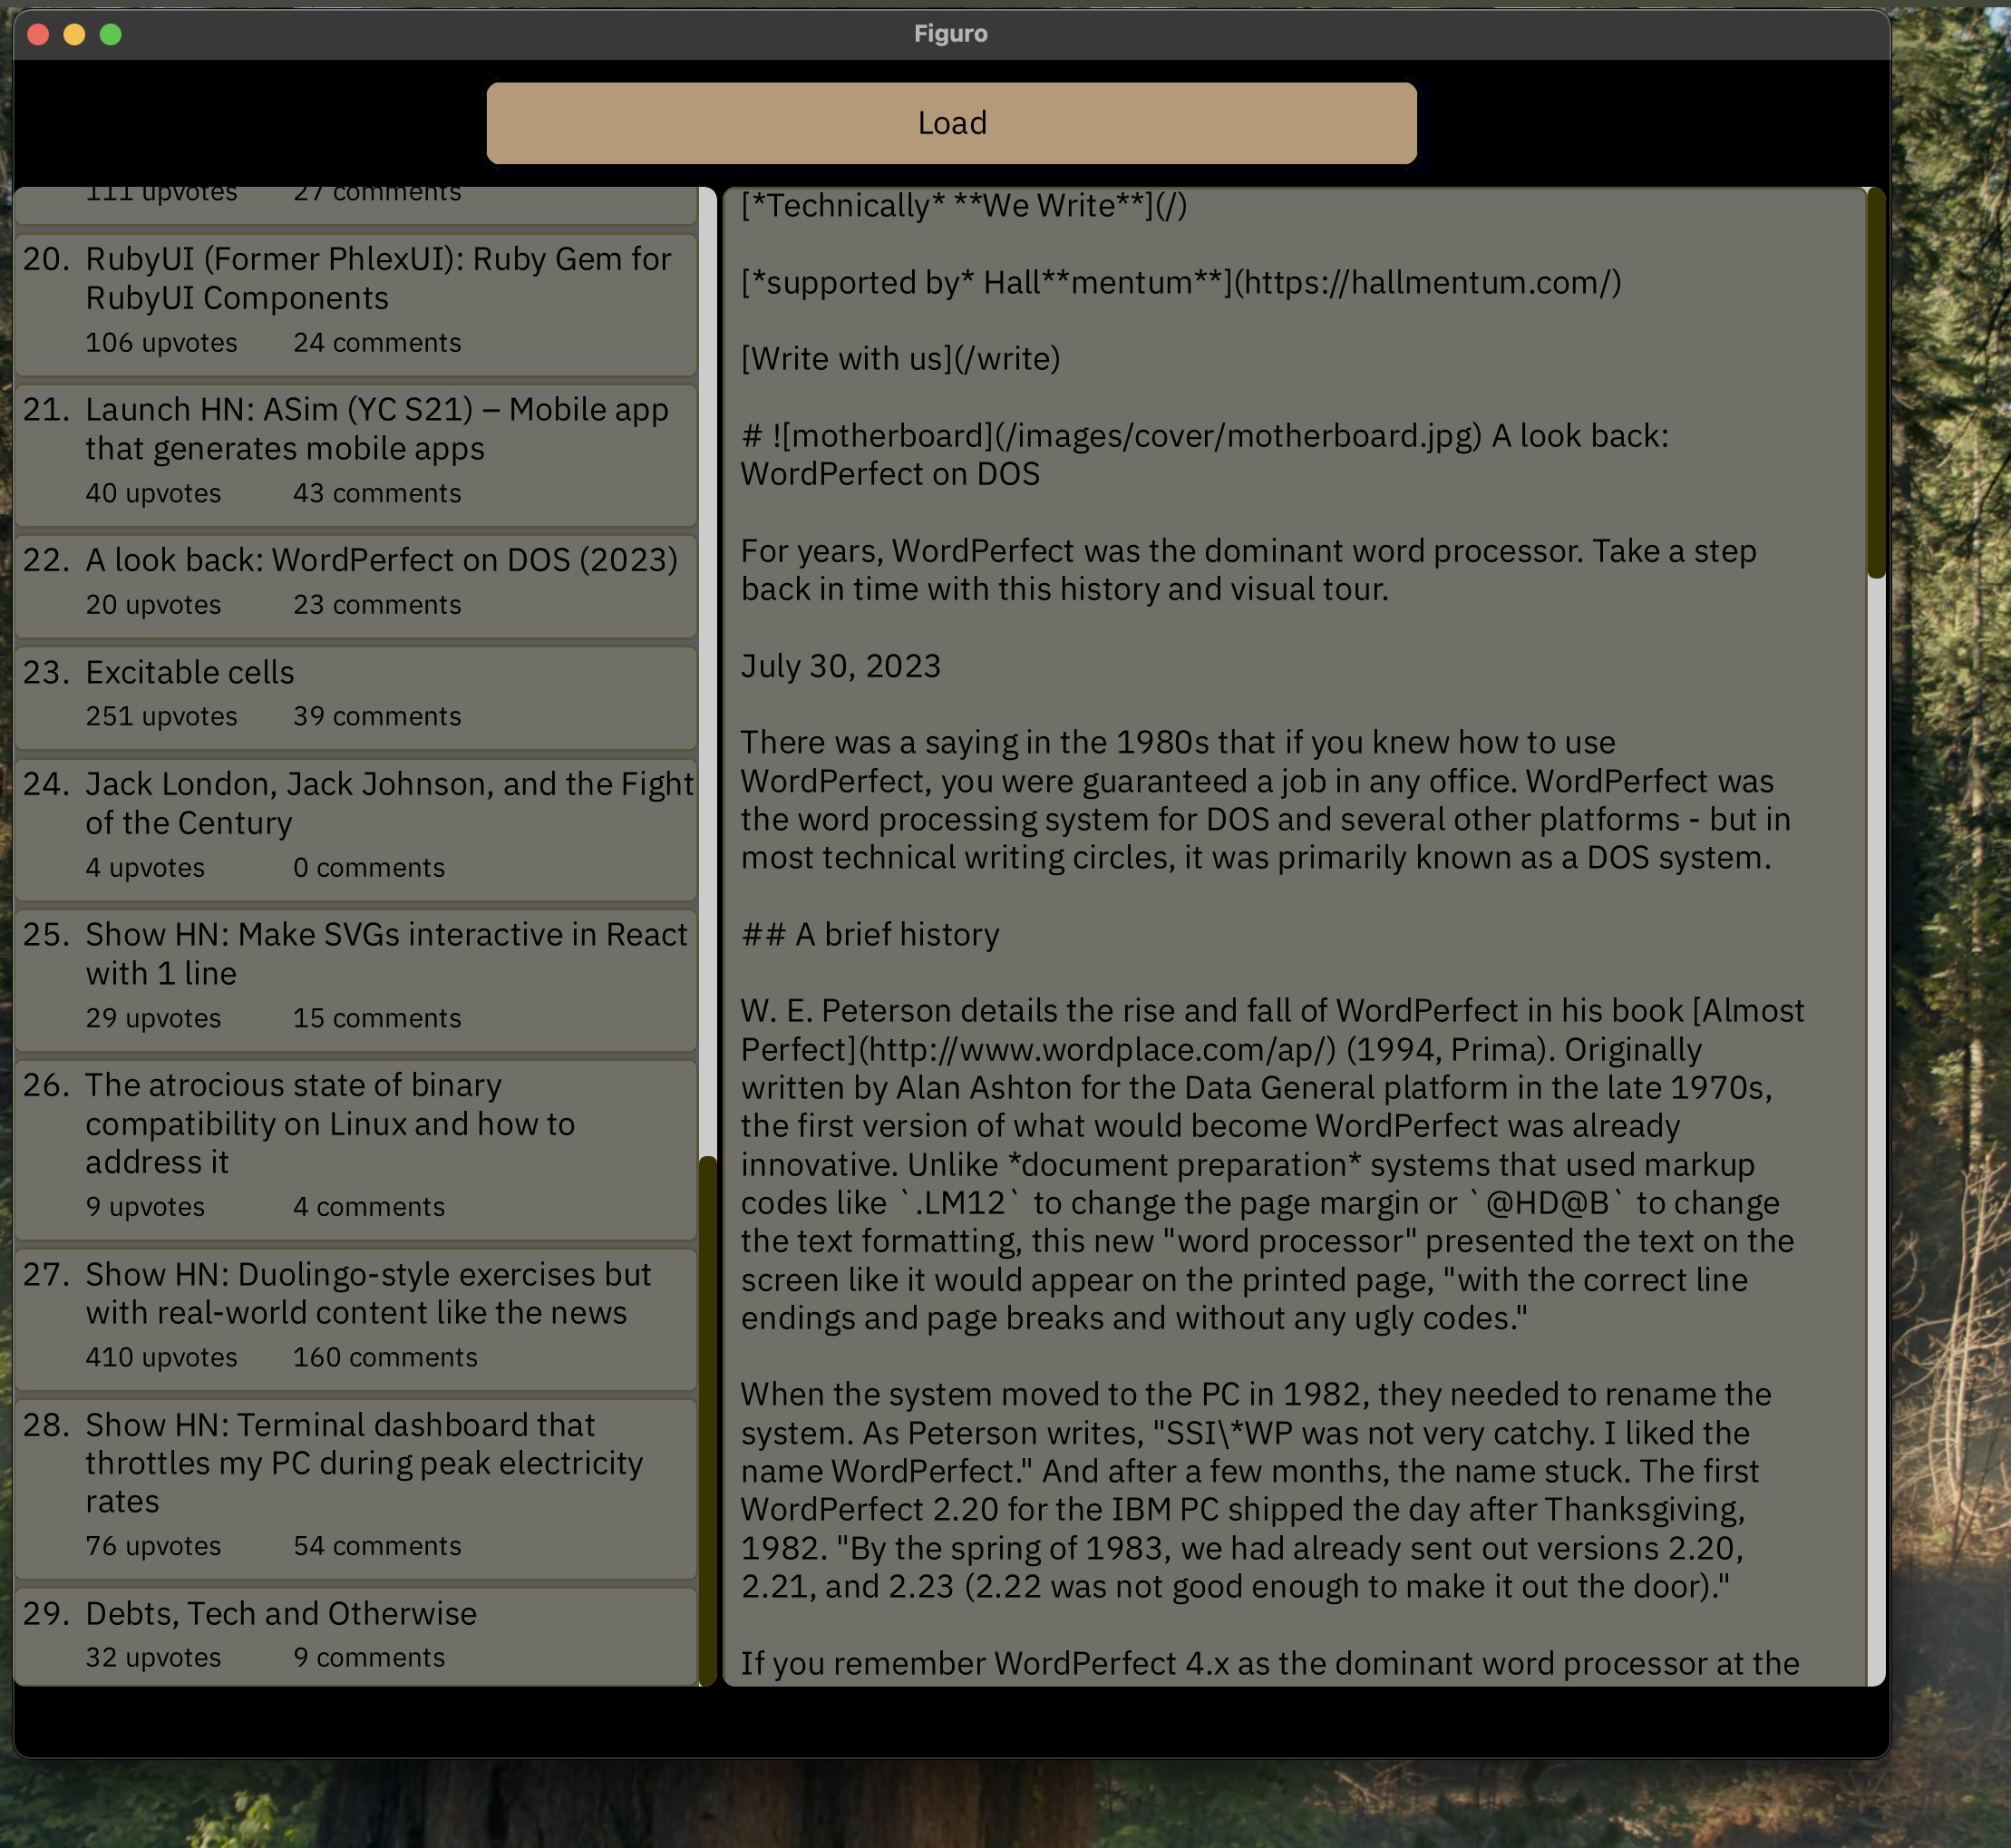 Figuro
Load
111 upvotes 27 comments
20. RubyUI (Former PhlexUI): Ruby Gem for
RubyUI Components
106 upvotes 24 comments
21. Launch HN: ASim (YC S21) – Mobile app
that generates mobile apps
40 upvotes 43 comments
22. A look back: WordPerfect on DOS (2023)
20 upvotes 23 comments
23. Excitable cells
251 upvotes 39 comments
24. Jack London, Jack Johnson, and the Fight
of the Century
4 upvotes 0 comments
25. Show HN: Make SVGs interactive in React
with 1 line
29 upvotes 15 comments
26. The atrocious state of binary
compatibility on Linux and how to
address it
9 upvotes 4 comments
27. Show HN: Duolingo-style exercises but
with real-world content like the news
410 upvotes 160 comments
28. Show HN: Terminal dashboard that
throttles my PC during peak electricity
rates
76 upvotes 54 comments
29. Debts, Tech and Otherwise
32 upvotes 9 comments
[*Technically* **We Write**](/)
[*supported by* Hall**mentum**](https://hallmentum.com/)
[Write with us](/write)
# ![motherboard](/images/cover/motherboard.jpg) A look back:
WordPerfect on DOS
For years, WordPerfect was the dominant word processor. Take a step
back in time with this history and visual tour.
July 30, 2023
There was a saying in the 1980s that if you knew how to use
WordPerfect, you were guaranteed a job in any office. WordPerfect was
the word processing system for DOS and several other platforms - but in
most technical writing circles, it was primarily known as a DOS system.
## A brief history
W. E. Peterson details the rise and fall of WordPerfect in his book [Almost
Perfect](http://www.wordplace.com/ap/) (1994, Prima). Originally
written by Alan Ashton for the Data General platform in the late 1970s,
the first version of what would become WordPerfect was already
innovative. Unlike *document preparation* systems that used markup
codes like `.LM12` to change the page margin or `@HD@B` to change
the text formatting, this new "word processor" presented the text on the
screen like it would appear on the printed page, "with the correct line
endings and page breaks and without any ugly codes."
When the system moved to the PC in 1982, they needed to rename the
system. As Peterson writes, "SSI\*WP was not very catchy. I liked the
name WordPerfect." And after a few months, the name stuck. The first
WordPerfect 2.20 for the IBM PC shipped the day after Thanksgiving,
1982. "By the spring of 1983, we had already sent out versions 2.20,
2.21, and 2.23 (2.22 was not good enough to make it out the door)."
If you remember WordPerfect 4.x as the dominant word processor at the